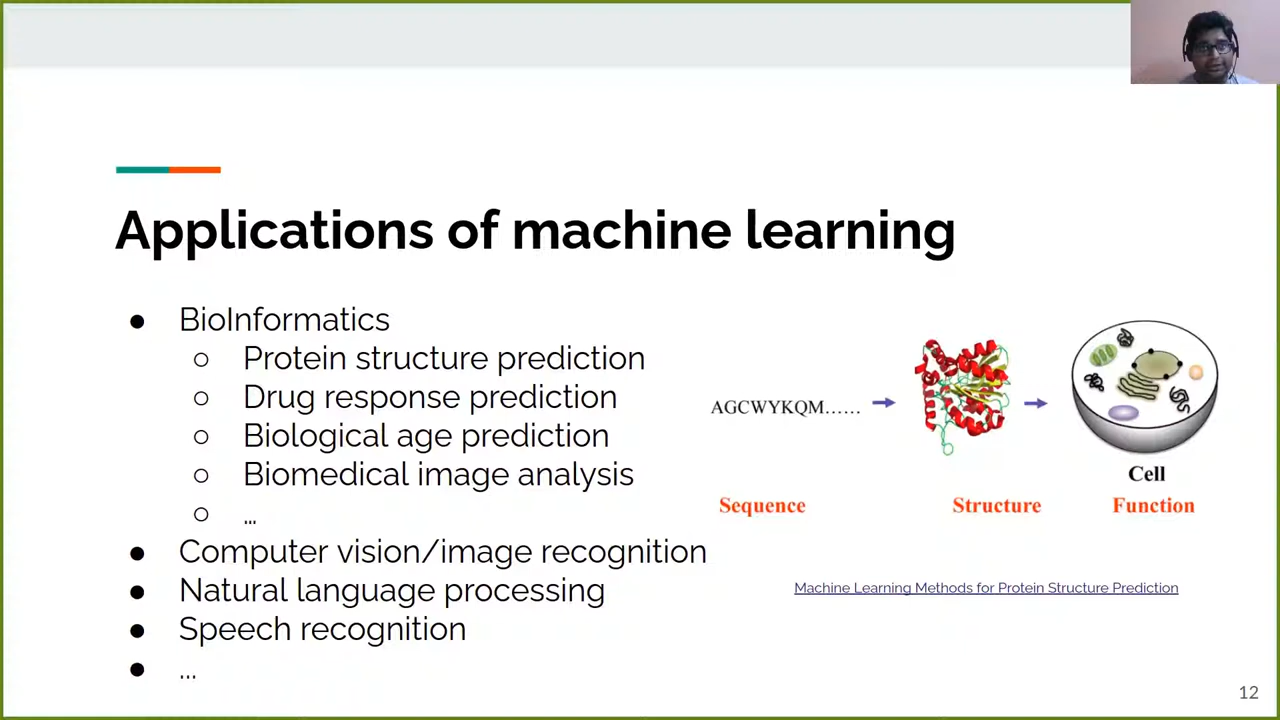 Applications of machine learning
● BioInformatics
○ Protein structure prediction
○ Drug response prediction
○ Biological age prediction
○ Biomedical image analysis
○ ...
● Computer vision/image recognition
● Natural language processing
● Speech recognition
● ...
AGCWYKQM......
Cell
Sequence Structure Function
Machine Learning Methods for Protein Structure Prediction
12